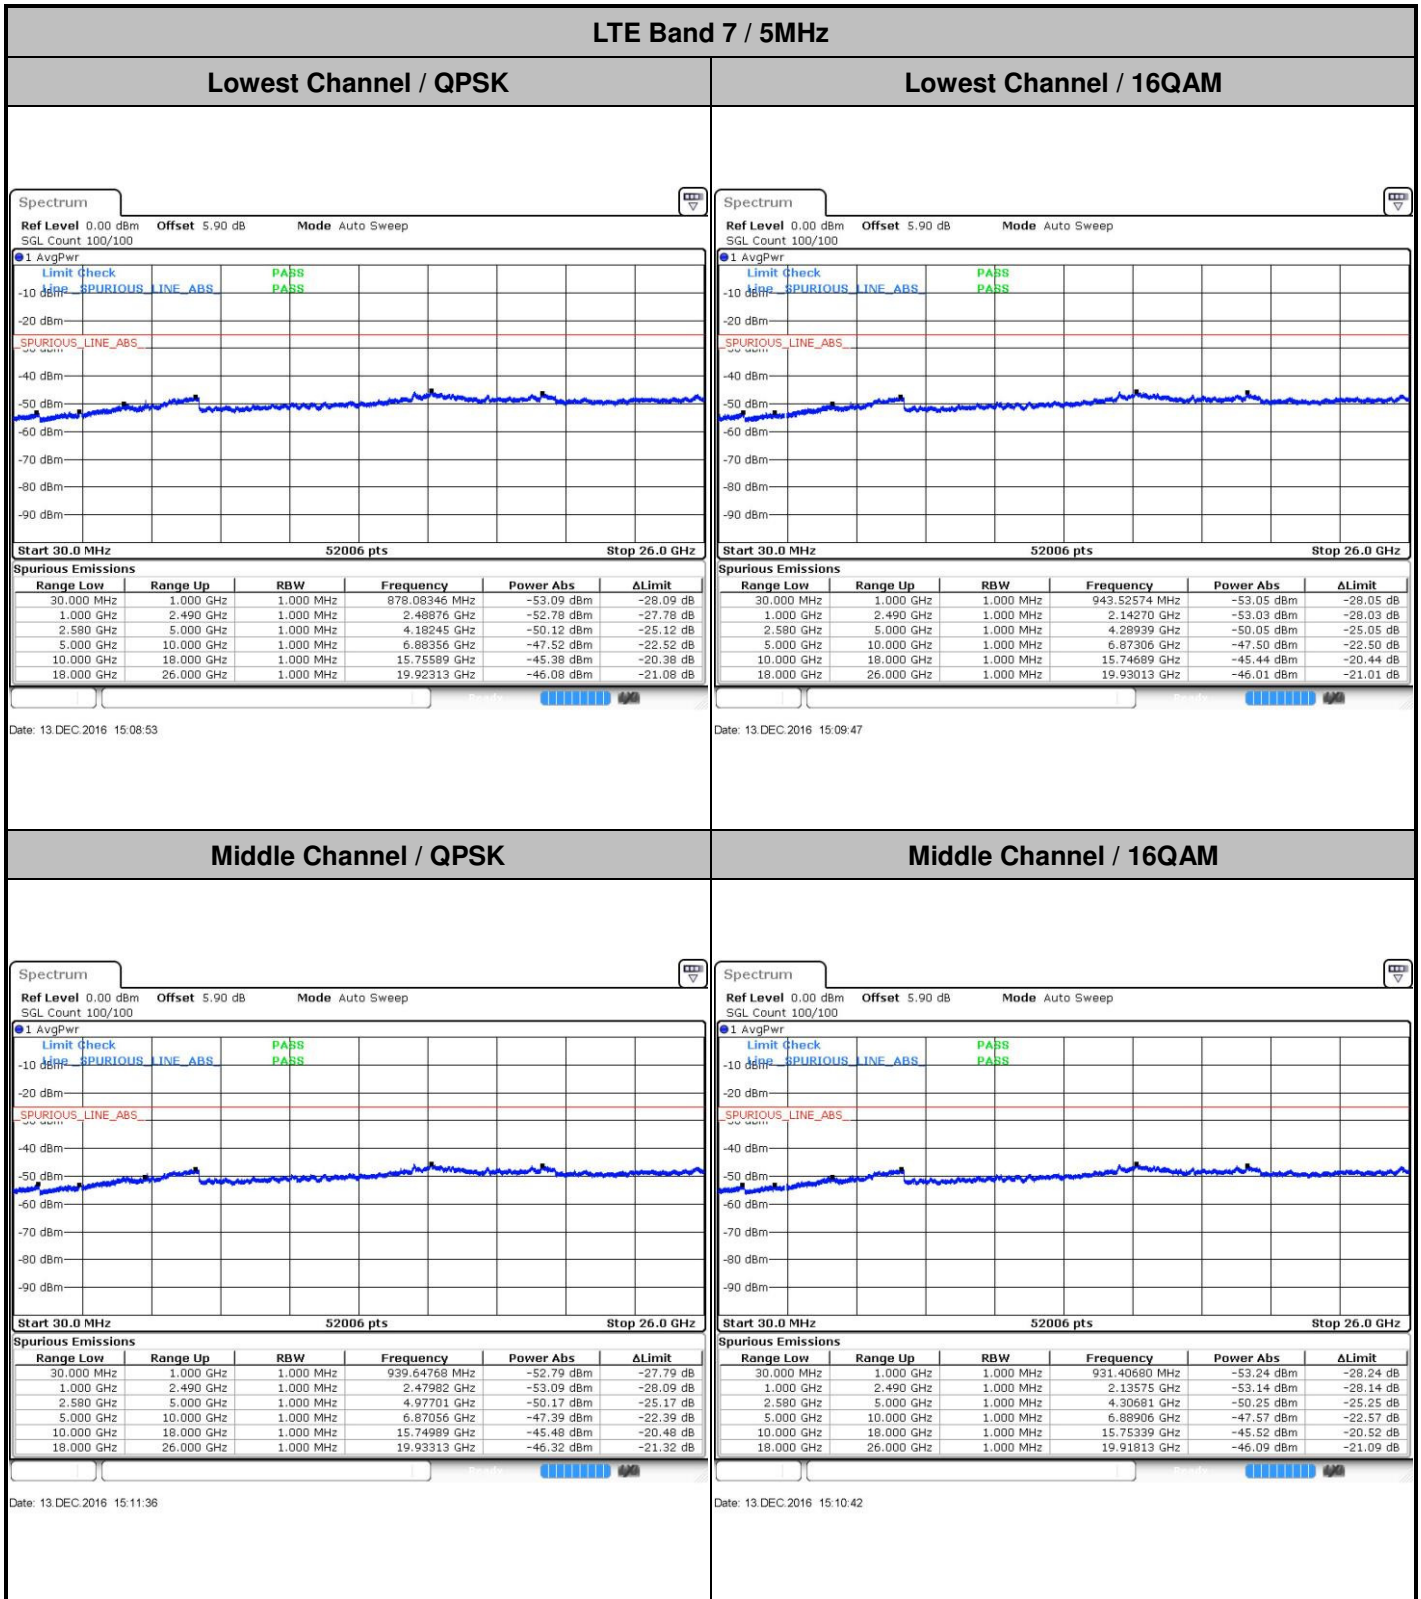 LTE Band 7 / 5MHz
Lowest Channel / QPSK
Lowest Channel / 16QAM
Spectrum
Ref Level 0.00 dBm Offset 5.90 dB Mode Auto Sweep
SGL Count 100/100
1 AvgPwr
Limit Check PASS
Line _SPURIOUS_LINE_ABS_ PASS
-10 dBm
-20 dBm
_SPURIOUS_LINE_ABS_
-40 dBm
-50 dBm
-60 dBm
-70 dBm
-80 dBm
-90 dBm
Start 30.0 MHz 52006 pts Stop 26.0 GHz
Spurious Emissions
Range Low Range Up RBW Frequency Power Abs ΔLimit
30.000 MHz 1.000 GHz 1.000 MHz 878.08346 MHz -53.09 dBm -28.09 dB
1.000 GHz 2.490 GHz 1.000 MHz 2.48876 GHz -52.78 dBm -27.78 dB
2.580 GHz 5.000 GHz 1.000 MHz 4.18245 GHz -50.12 dBm -25.12 dB
5.000 GHz 10.000 GHz 1.000 MHz 6.88356 GHz -47.52 dBm -22.52 dB
10.000 GHz 18.000 GHz 1.000 MHz 15.75589 GHz -45.38 dBm -20.38 dB
18.000 GHz 26.000 GHz 1.000 MHz 19.92313 GHz -46.08 dBm -21.08 dB
Date: 13.DEC.2016 15:08:53
Spectrum
Ref Level 0.00 dBm Offset 5.90 dB Mode Auto Sweep
SGL Count 100/100
1 AvgPwr
Limit Check PASS
Line _SPURIOUS_LINE_ABS_ PASS
-10 dBm
-20 dBm
_SPURIOUS_LINE_ABS_
-40 dBm
-50 dBm
-60 dBm
-70 dBm
-80 dBm
-90 dBm
Start 30.0 MHz 52006 pts Stop 26.0 GHz
Spurious Emissions
Range Low Range Up RBW Frequency Power Abs ΔLimit
30.000 MHz 1.000 GHz 1.000 MHz 943.52574 MHz -53.05 dBm -28.05 dB
1.000 GHz 2.490 GHz 1.000 MHz 2.14270 GHz -53.03 dBm -28.03 dB
2.580 GHz 5.000 GHz 1.000 MHz 4.28939 GHz -50.05 dBm -25.05 dB
5.000 GHz 10.000 GHz 1.000 MHz 6.87306 GHz -47.50 dBm -22.50 dB
10.000 GHz 18.000 GHz 1.000 MHz 15.74689 GHz -45.44 dBm -20.44 dB
18.000 GHz 26.000 GHz 1.000 MHz 19.93013 GHz -46.01 dBm -21.01 dB
Date: 13.DEC.2016 15:09:47
Middle Channel / QPSK
Middle Channel / 16QAM
Spectrum
Ref Level 0.00 dBm Offset 5.90 dB Mode Auto Sweep
SGL Count 100/100
1 AvgPwr
Limit Check PASS
Line _SPURIOUS_LINE_ABS_ PASS
-10 dBm
-20 dBm
_SPURIOUS_LINE_ABS_
-40 dBm
-50 dBm
-60 dBm
-70 dBm
-80 dBm
-90 dBm
Start 30.0 MHz 52006 pts Stop 26.0 GHz
Spurious Emissions
Range Low Range Up RBW Frequency Power Abs ΔLimit
30.000 MHz 1.000 GHz 1.000 MHz 939.64768 MHz -52.79 dBm -27.79 dB
1.000 GHz 2.490 GHz 1.000 MHz 2.47982 GHz -53.09 dBm -28.09 dB
2.580 GHz 5.000 GHz 1.000 MHz 4.97701 GHz -50.17 dBm -25.17 dB
5.000 GHz 10.000 GHz 1.000 MHz 6.87056 GHz -47.39 dBm -22.39 dB
10.000 GHz 18.000 GHz 1.000 MHz 15.74989 GHz -45.48 dBm -20.48 dB
18.000 GHz 26.000 GHz 1.000 MHz 19.93313 GHz -46.32 dBm -21.32 dB
Date: 13.DEC.2016 15:11:36
Spectrum
Ref Level 0.00 dBm Offset 5.90 dB Mode Auto Sweep
SGL Count 100/100
1 AvgPwr
Limit Check PASS
Line _SPURIOUS_LINE_ABS_ PASS
-10 dBm
-20 dBm
_SPURIOUS_LINE_ABS_
-40 dBm
-50 dBm
-60 dBm
-70 dBm
-80 dBm
-90 dBm
Start 30.0 MHz 52006 pts Stop 26.0 GHz
Spurious Emissions
Range Low Range Up RBW Frequency Power Abs ΔLimit
30.000 MHz 1.000 GHz 1.000 MHz 931.40680 MHz -53.24 dBm -28.24 dB
1.000 GHz 2.490 GHz 1.000 MHz 2.13575 GHz -53.14 dBm -28.14 dB
2.580 GHz 5.000 GHz 1.000 MHz 4.30681 GHz -50.25 dBm -25.25 dB
5.000 GHz 10.000 GHz 1.000 MHz 6.88906 GHz -47.57 dBm -22.57 dB
10.000 GHz 18.000 GHz 1.000 MHz 15.75339 GHz -45.52 dBm -20.52 dB
18.000 GHz 26.000 GHz 1.000 MHz 19.91813 GHz -46.09 dBm -21.09 dB
Date: 13.DEC.2016 15:10:42